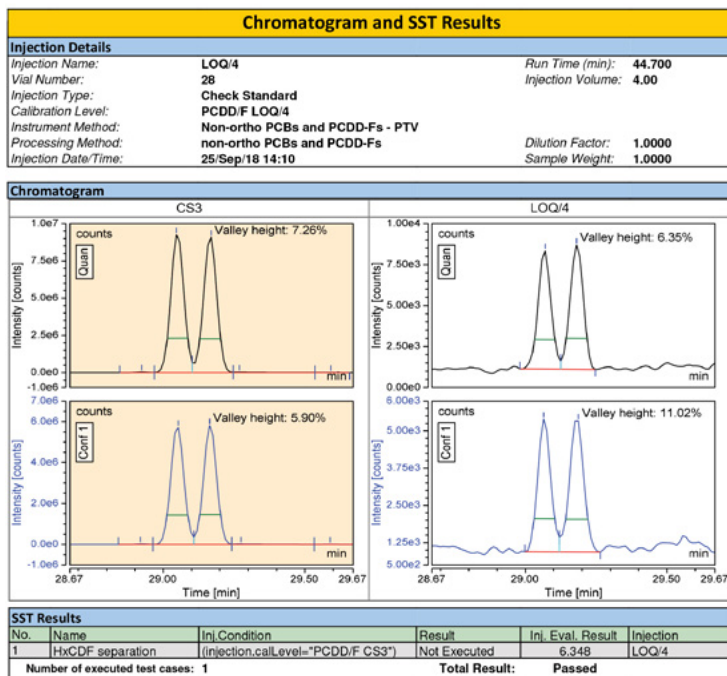 Chromatogram and SST Results
Injection Details
Injection Name: LOQ/4 Run Time (min): 44.700
Vial Number: 28 Injection Volume: 4.00
Injection Type: Check Standard
Calibration Level: PCDD/F LOQ/4
Instrument Method: Non-ortho PCBs and PCDD-Fs - PTV
Processing Method: non-ortho PCBs and PCDD-Fs Dilution Factor: 1.0000
Injection Date/Time: 25/Sep/18 14:10 Sample Weight: 1.0000
Chromatogram
CS3 LOQ/4
1.0e7 counts Valley height: 7.26%
7.5e6
Quan
5.0e6
2.5e6
0.0e0
-1.0e6
min
Intensity [counts]
1.00e4 counts Valley height: 6.35%
7.50e3
Quan
5.00e3
2.50e3
0.00e0
min
Intensity [counts]
7.0e6 counts Valley height: 5.90%
6.0e6
Conf 1
4.0e6
2.0e6
0.0e0
-1.0e6
min
Intensity [counts]
28.67 29.00 29.50 29.67
Time [min]
6.00e3 counts Valley height: 11.02%
5.00e3
Conf 1
3.75e3
2.50e3
1.25e3
5.00e2
min
Intensity [counts]
28.67 29.00 29.50 29.67
Time [min]
SST Results
No. Name Inj.Condition Result Inj. Eval. Result Injection
1 HxCDF separation (injection.calLevel="PCDD/F CS3") Not Executed 6.348 LOQ/4
Number of executed test cases: 1 Total Result: Passed